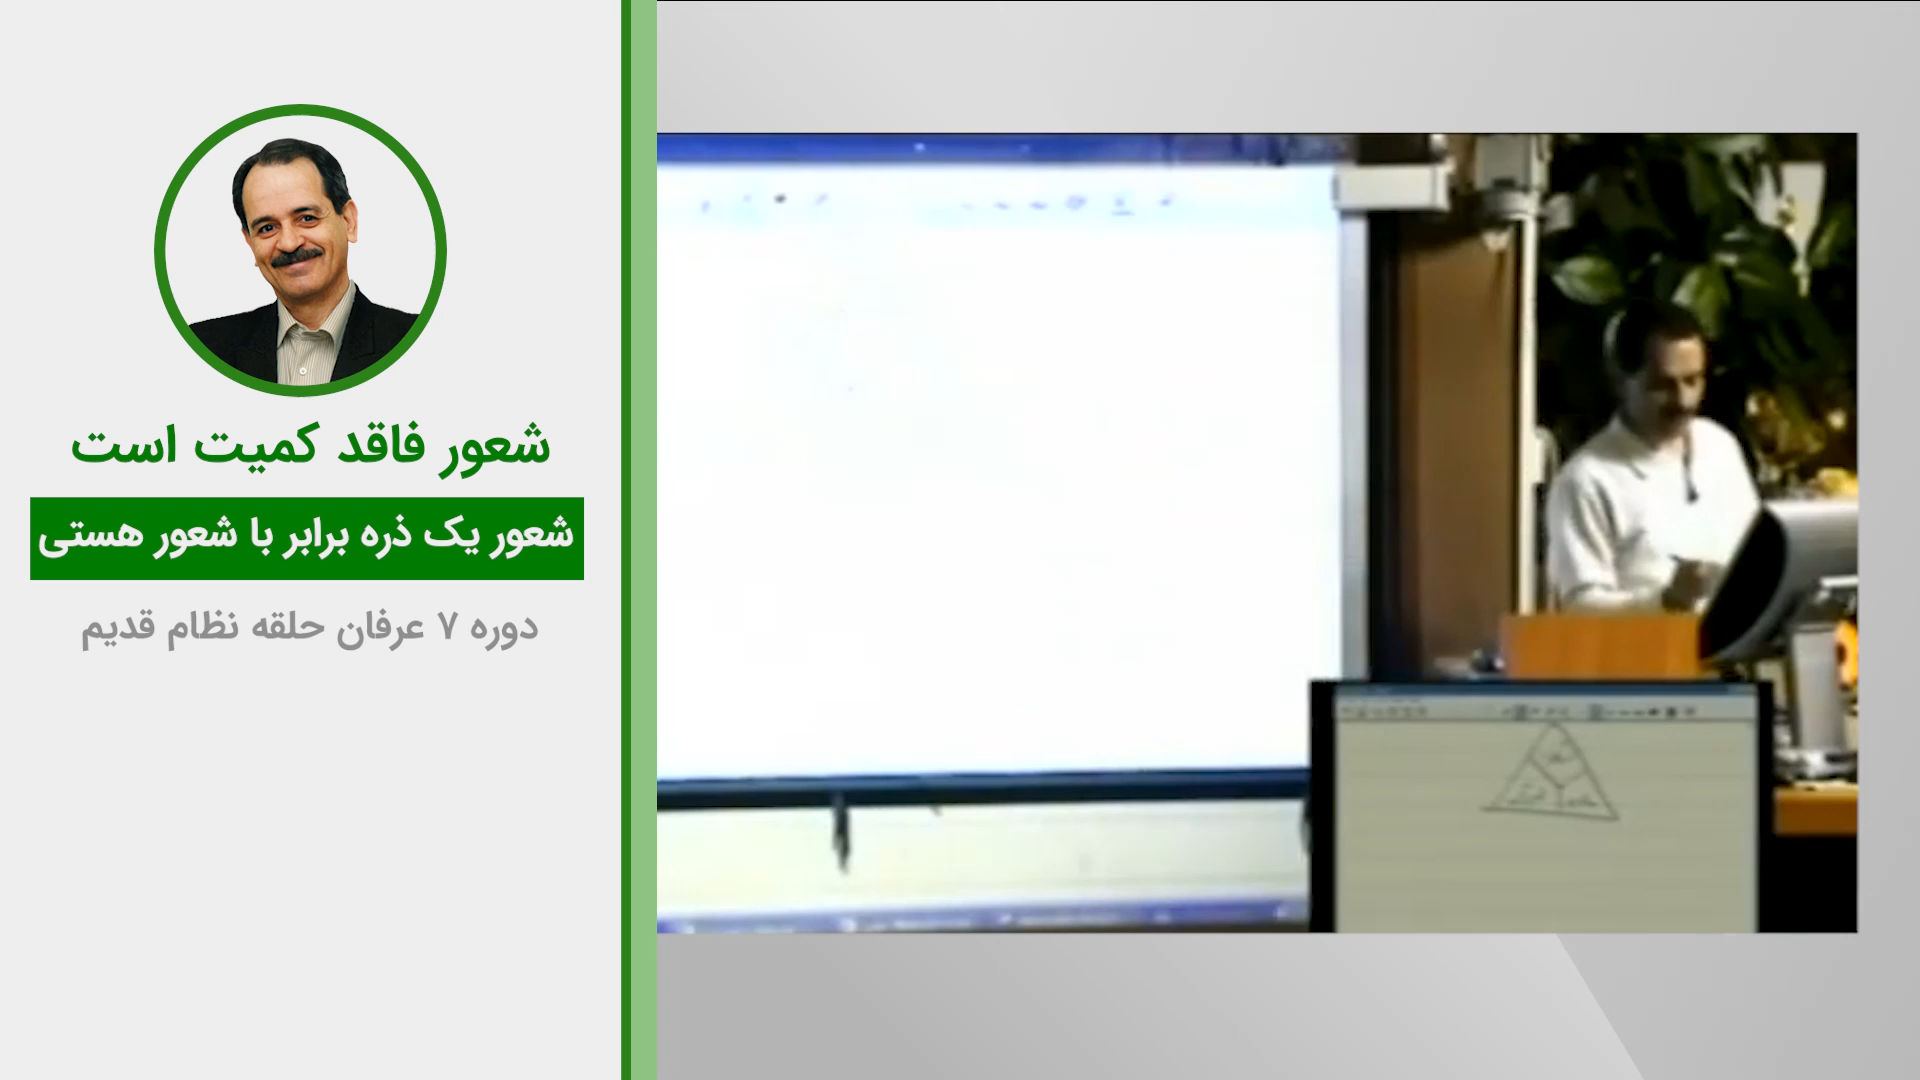 شعور فاقد کمیت است
شعور یک ذره برابر با شعور هستی
دوره ۷ عرفان حلقه نظام قدیم